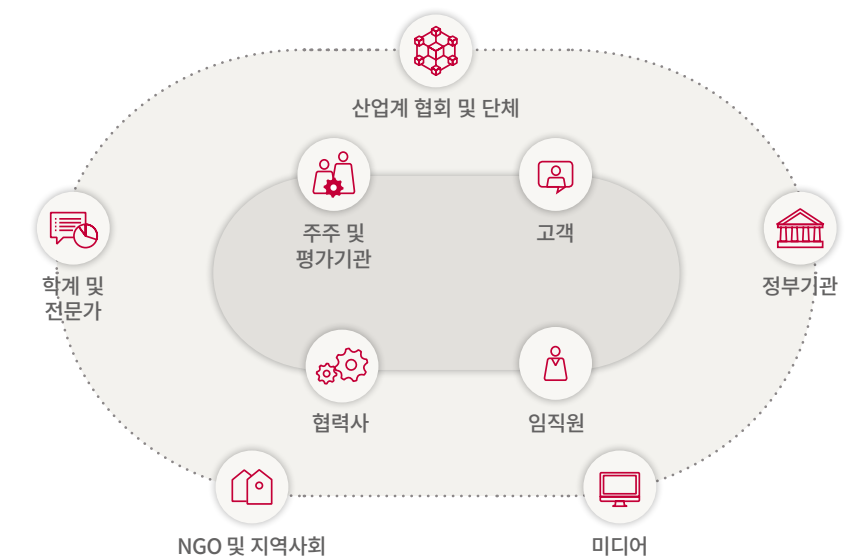 산업계 협회 및 단체
주주 및
평가기관
고객
학계 및
전문가
정부기관
협력사
임직원
NGO 및 지역사회
미디어